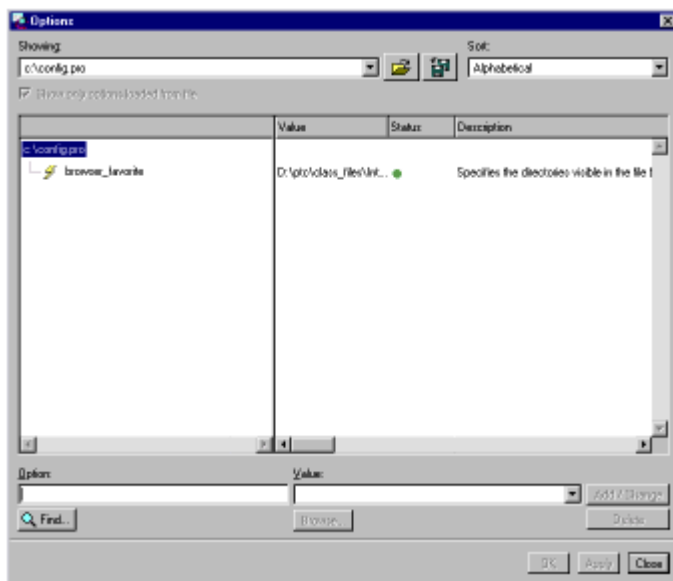 Options
Showing:
Sort:
c:\config.pro
Alphabetical
Show only options loaded from file
Value
Status
Description
c:\config.pro
browser_favorite
D:\ptc\class_files\Int...
Specifies the directories visible in the file
Option:
Value:
Add / Change
Find...
Browse...
Delete
OK
Apply
Close